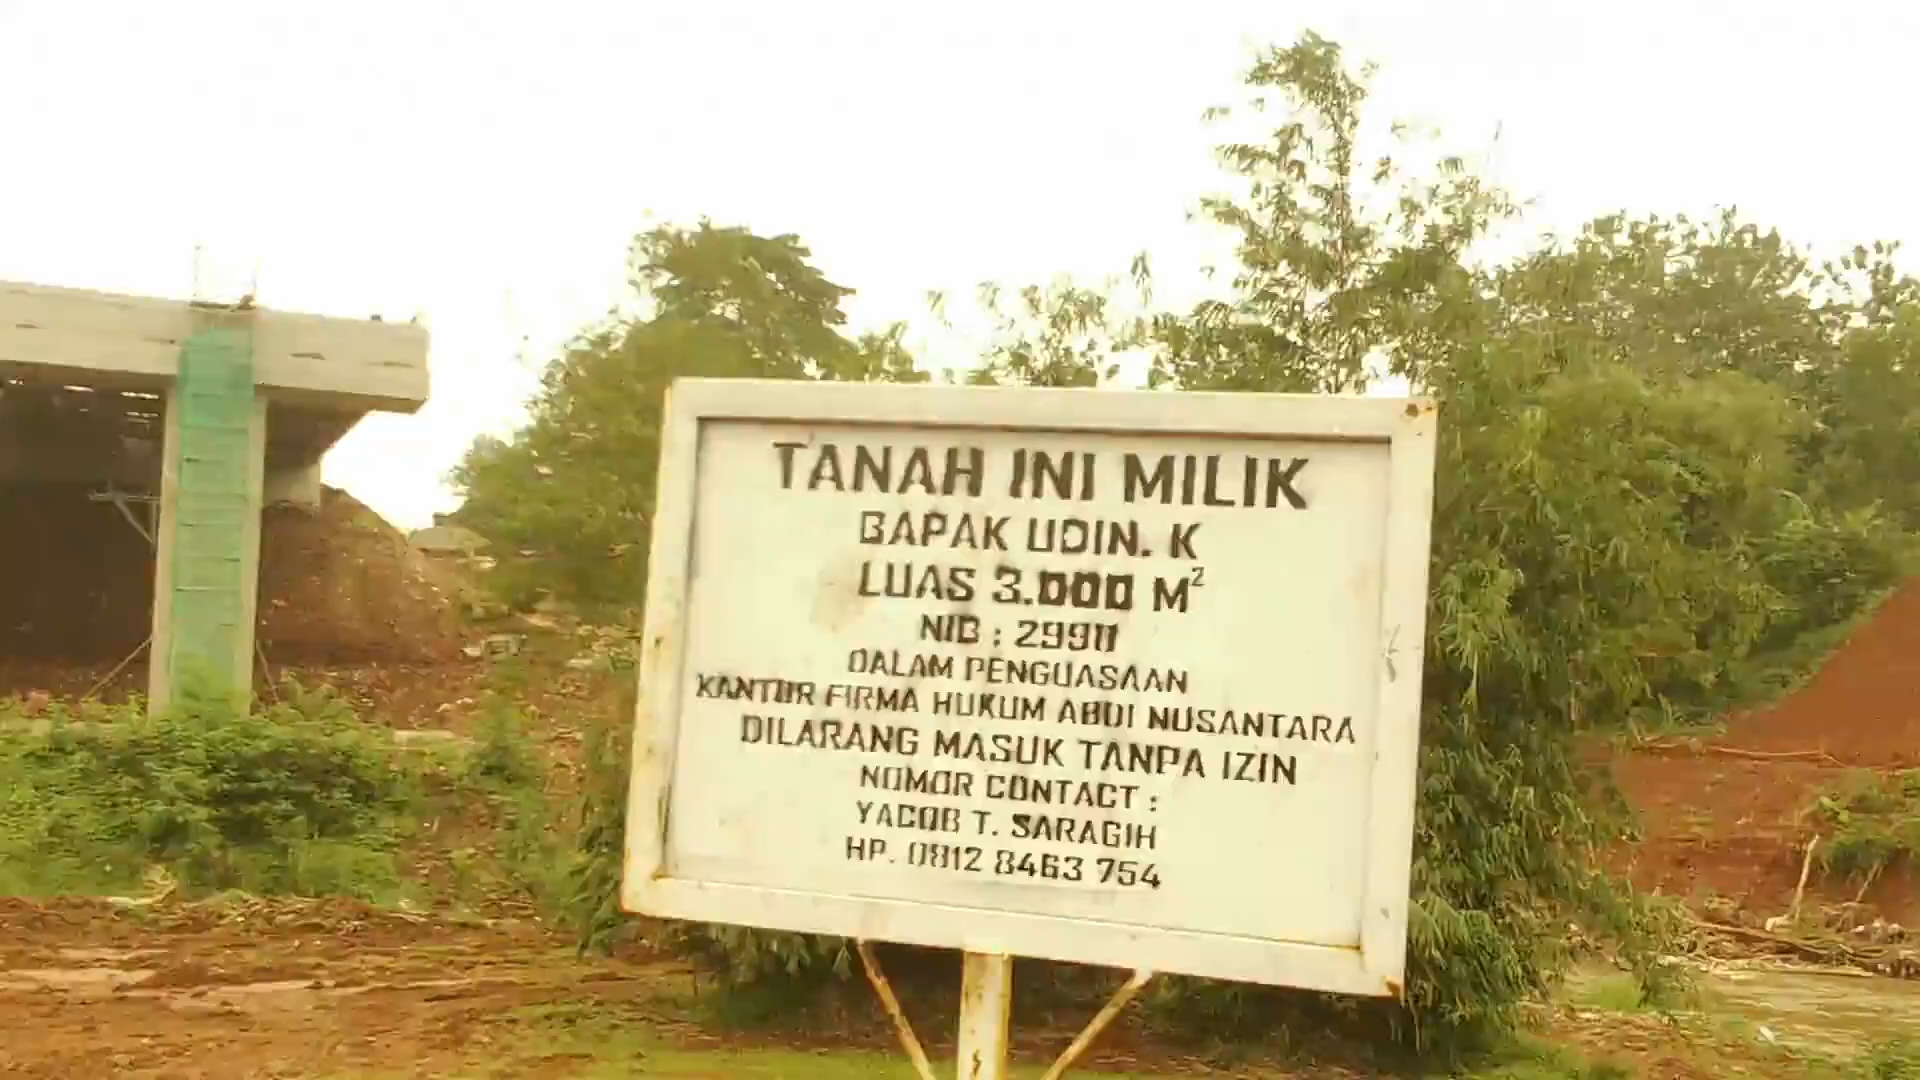 TANAH INI MILIK
BAPAK UDIN. K
LUAS 3.000 M²
NIB : 29911
DALAM PENGUASAAN
KANTOR FIRMA HUKUM ABDI NUSANTARA
DILARANG MASUK TANPA IZIN
NOMOR CONTACT :
YACOB T. SARAGIH
HP. 0812 8463 754